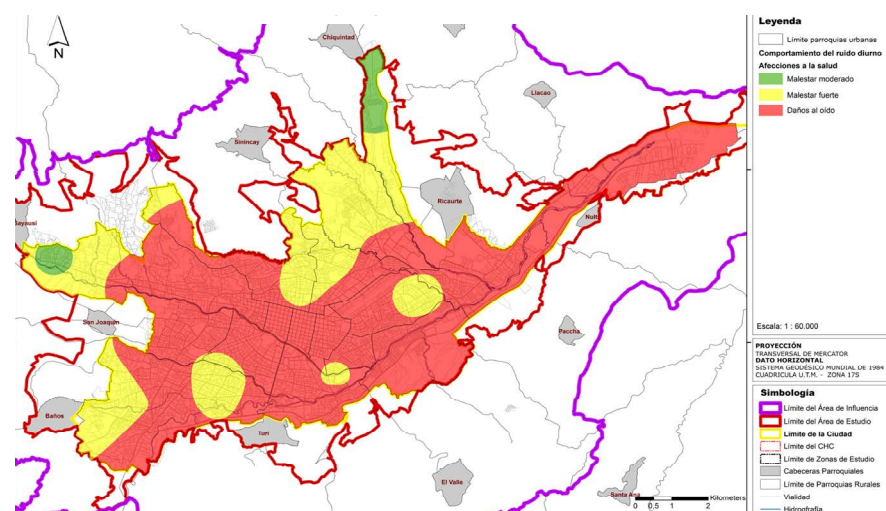 N
Chiquintad
Llacao
Sinincay
Ricaurte
Nulti
ayausi
San Joaquin
Paccha
Baños
Turi
El Valle
Santa Ana
Kilometers
0 0,5 1 2
Leyenda
Límite parroquias urbanas
Comportamiento del ruido diurno
Afecciones a la salud
Malestar moderado
Malestar fuerte
Daños al oído
Escala: 1 : 60.000
PROYECCIÓN
TRANSVERSAL DE MERCATOR
DATO HORIZONTAL
SISTEMA GEODÉSICO MUNDIAL DE 1984
CUADRICULA U.T.M. - ZONA 17S
Simbología
Límite del Área de Influencia
Límite del Área de Estudio
Límite de la Ciudad
Límite del CHC
Límite de Zonas de Estudio
Cabeceras Parroquiales
Límite de Parroquias Rurales
Vialidad
Hidrografía